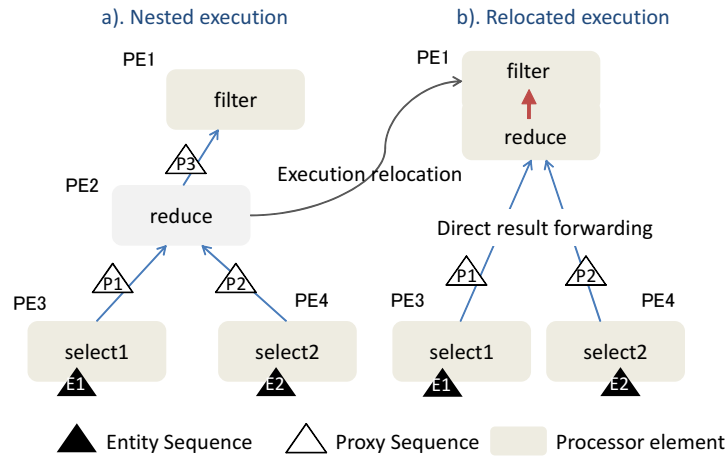 a). Nested execution
b). Relocated execution
PE1
filter
PE1
filter
reduce
P3
Execution relocation
PE2
reduce
Direct result forwarding
P1
P2
P1
P2
PE3
PE4
PE3
PE4
select1
select2
select1
select2
E1
E2
E1
E2
Entity Sequence
Proxy Sequence
Processor element